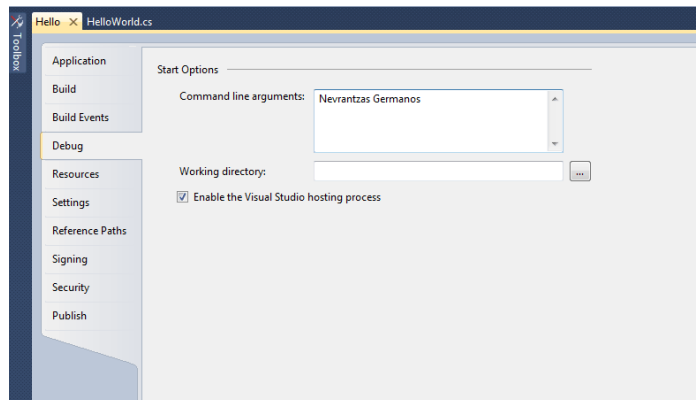 Toolbox
Hello HelloWorld.cs
Application
Build
Build Events
Debug
Resources
Settings
Reference Paths
Signing
Security
Publish
Start Options
Command line arguments: Nevrantzas Germanos
Working directory: ...
Enable the Visual Studio hosting process